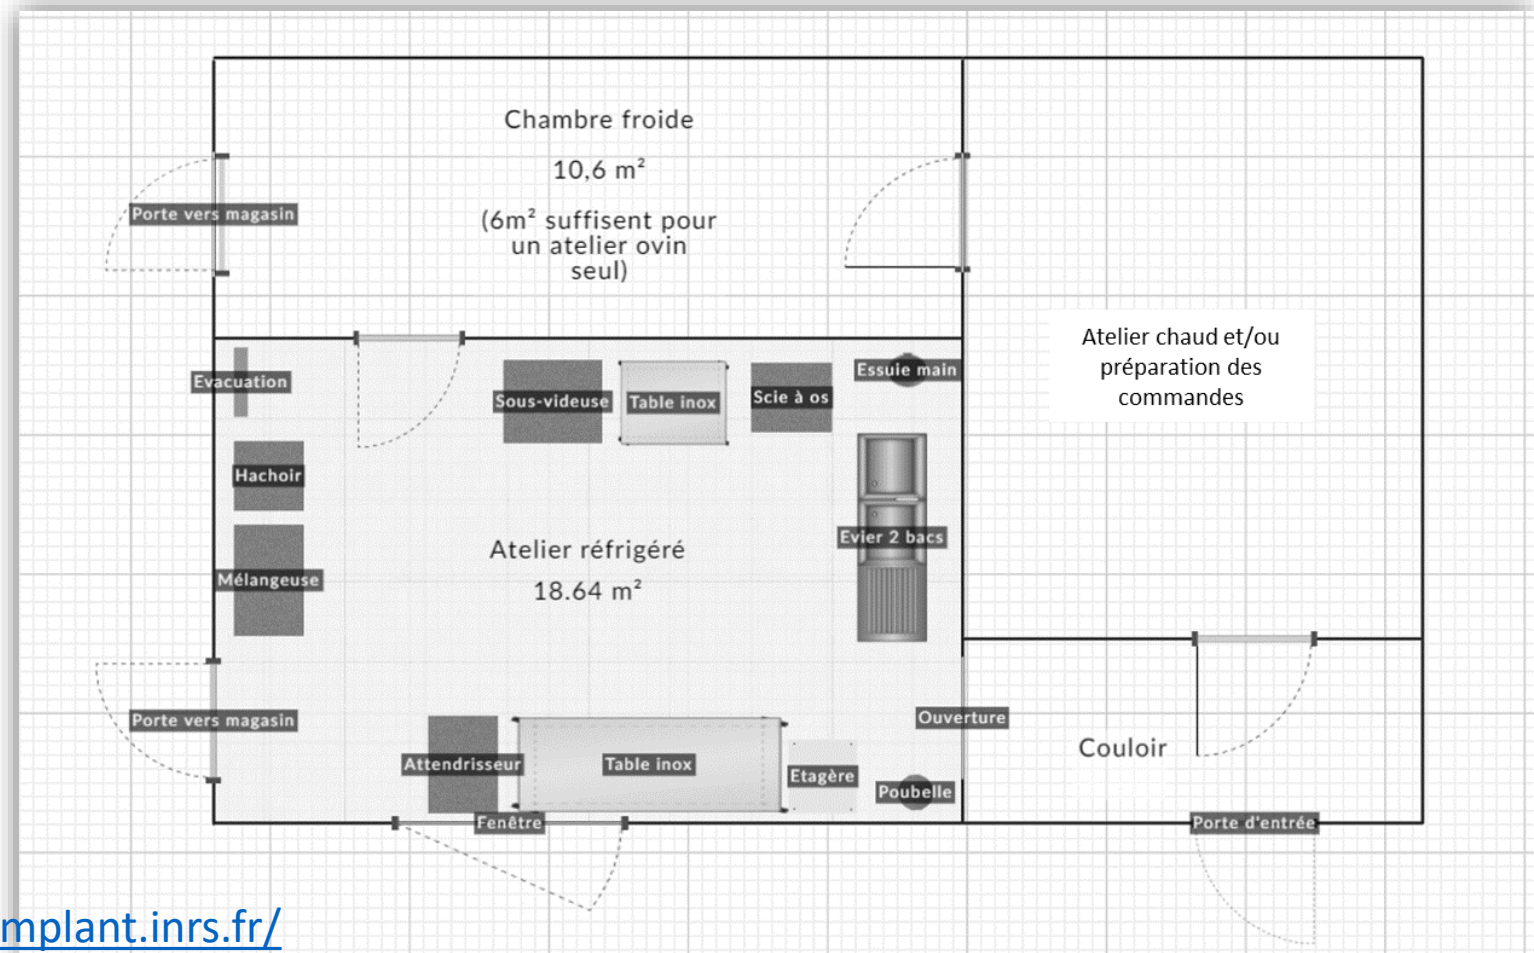 Chambre froide
10,6 m²
(6m² suffisent pour
un atelier ovin
seul)
Porte vers magasin
Atelier chaud et/ou
préparation des
commandes
Evacuation
Sous-videuse
Table inox
Scie à os
Essuie main
Hachoir
Mélangeuse
Evier 2 bacs
Atelier réfrigéré
18.64 m²
Porte vers magasin
Attendrisseur
Table inox
Etagère
Poubelle
Ouverture
Couloir
Fenêtre
Porte d'entrée
mplant.inrs.fr/